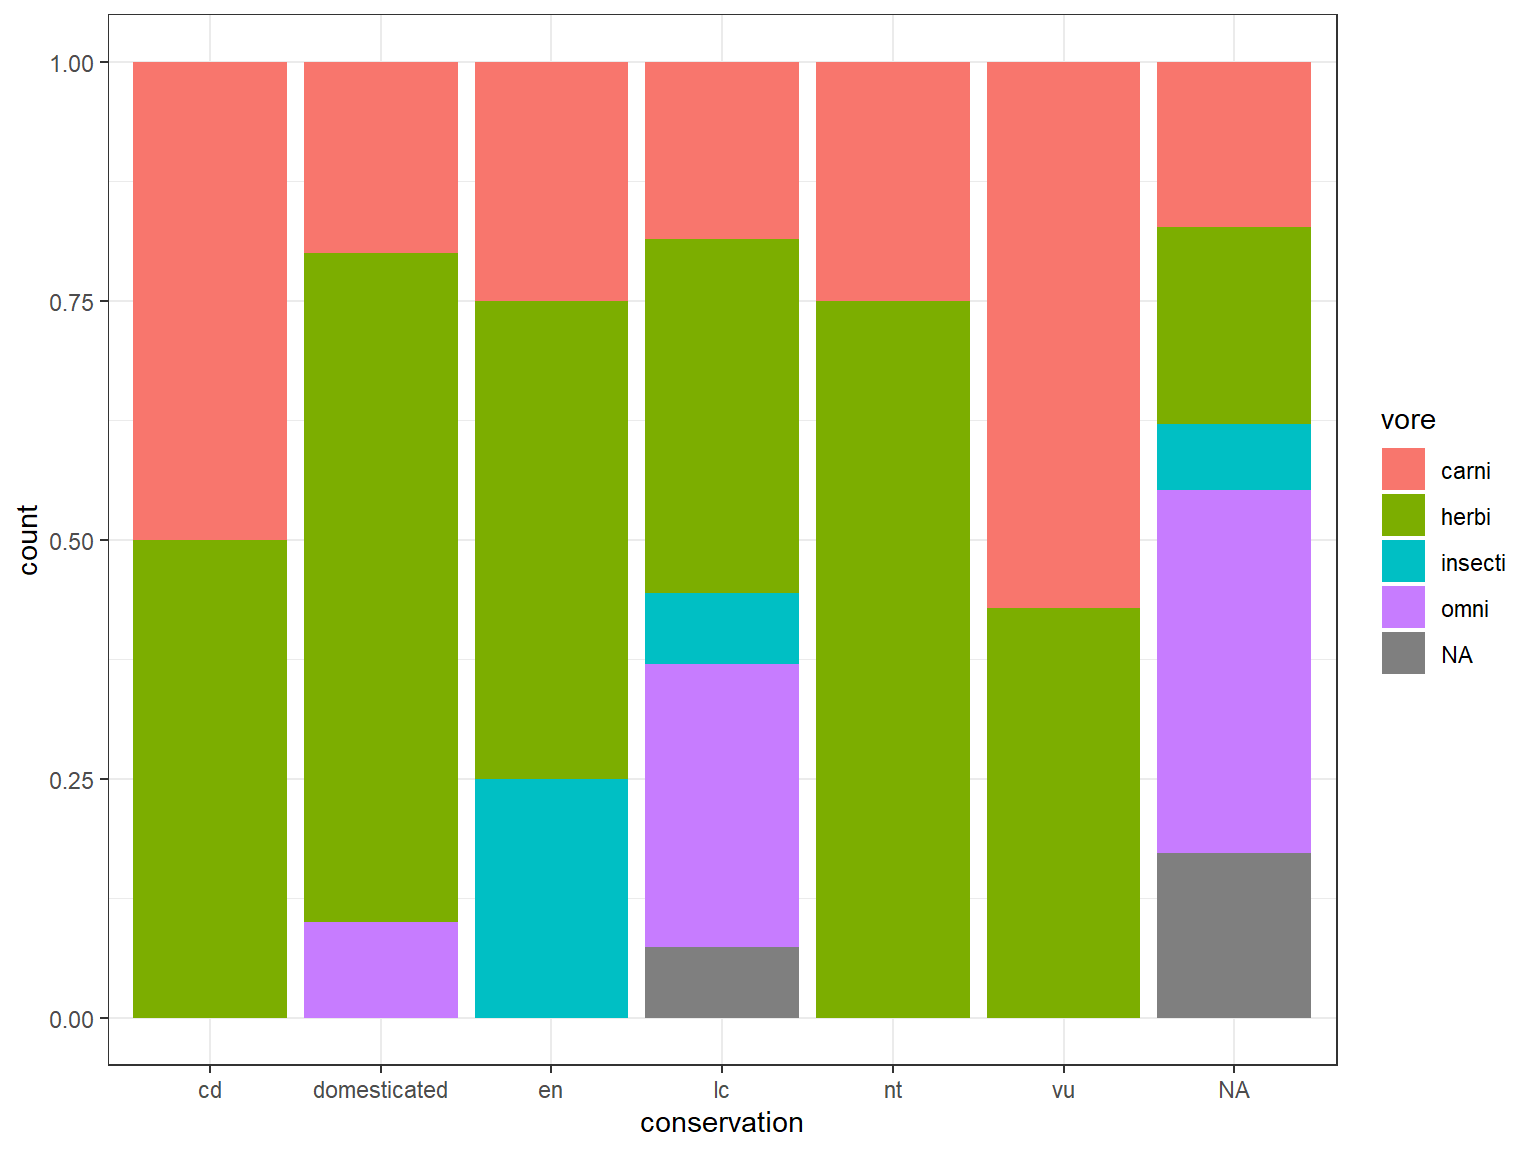 1.00
0.75
0.50
0.25
0.00
count
cd domesticated en lc nt vu NA
conservation
vore
carni
herbi
insecti
omni
NA